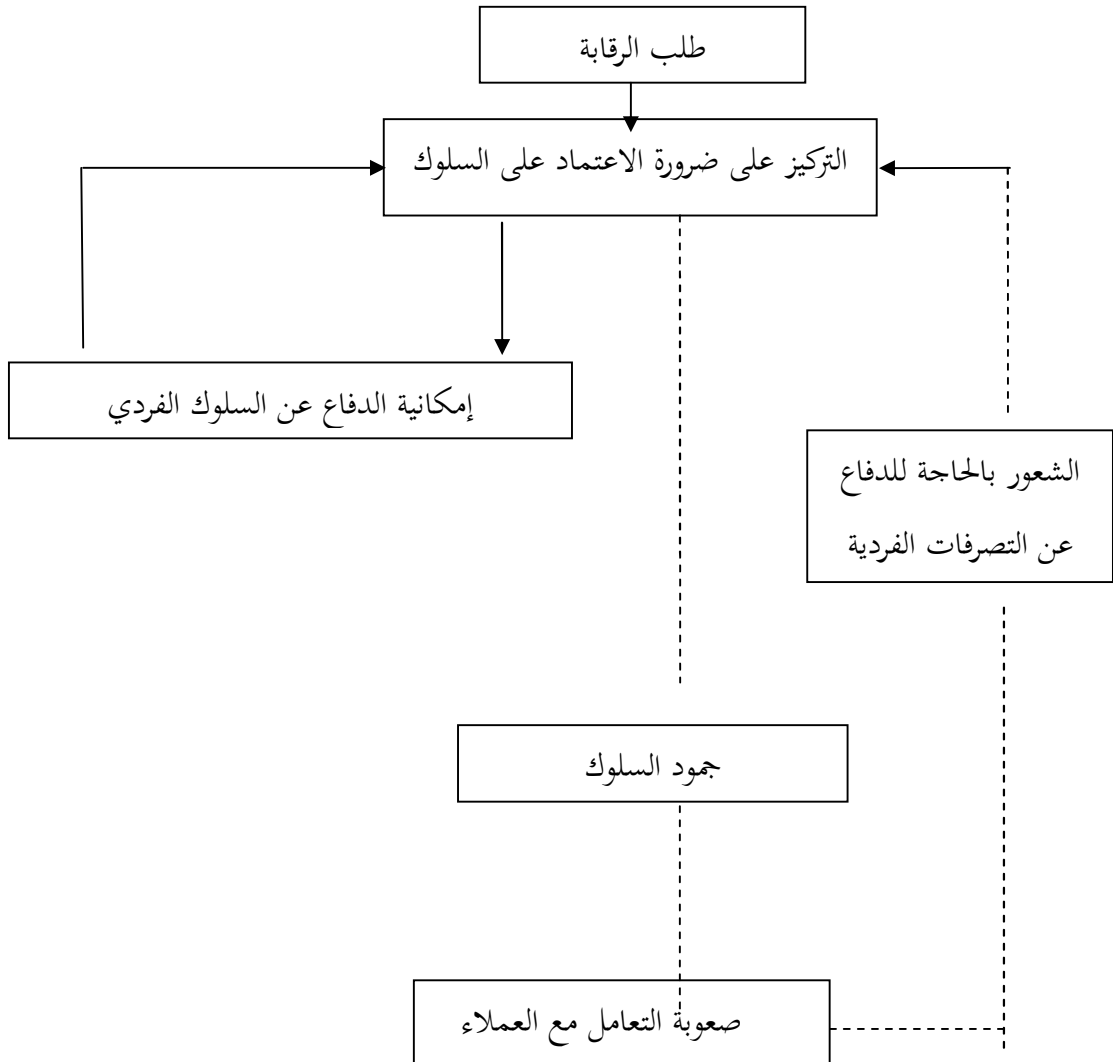 طلب الرقابة
التركيز على ضرورة الاعتماد على السلوك
إمكانية الدفاع عن السلوك الفردي
الشعور بالحاجة للدفاع
عن التصرفات الفردية
جمود السلوك
صعوبة التعامل مع العملاء